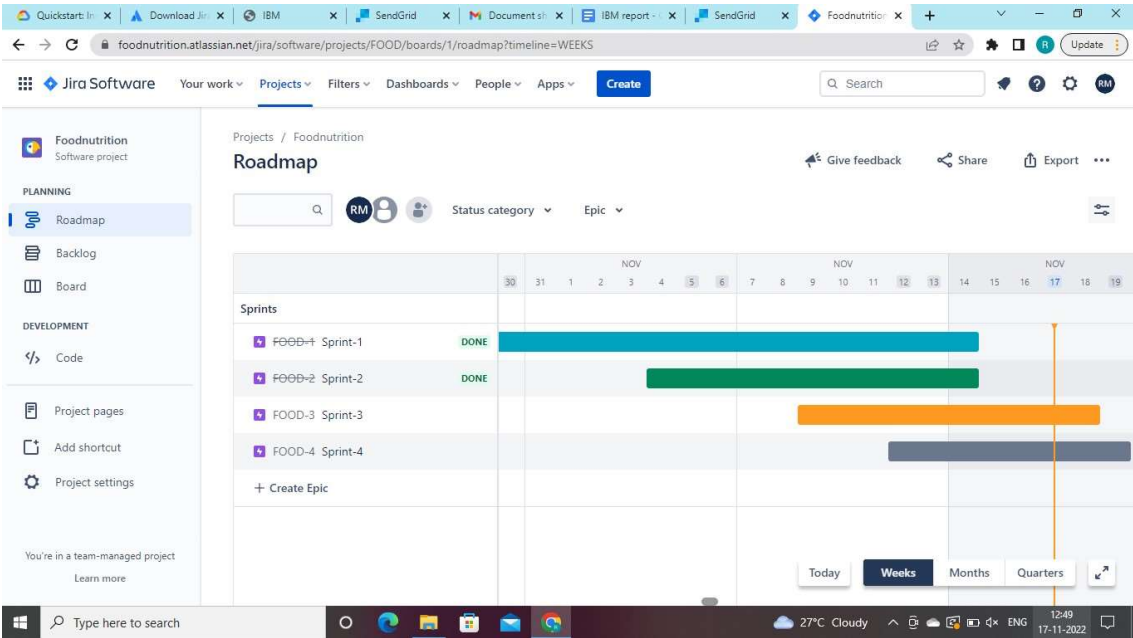 Quickstart: In
Download Jir
IBM
SendGrid
Document sh
IBM report - G
SendGrid
Foodnutrition
foodnutrition.atlassian.net/jira/software/projects/FOOD/boards/1/roadmap?timeline=WEEKS
R
Update
Jira Software
Your work
Projects
Filters
Dashboards
People
Apps
Create
Search
RM
Foodnutrition
Software project
PLANNING
Roadmap
Backlog
Board
DEVELOPMENT
Code
Project pages
Add shortcut
Project settings
You're in a team-managed project
Learn more
Projects / Foodnutrition
Roadmap
Give feedback
Share
Export
RM
Status category
Epic
NOV NOV NOV
30 31 1 2 3 4 5 6 7 8 9 10 11 12 13 14 15 16 17 18 19
Sprints
FOOD-1 Sprint-1 DONE
FOOD-2 Sprint-2 DONE
FOOD-3 Sprint-3
FOOD-4 Sprint-4
+ Create Epic
Today
Weeks
Months
Quarters
Type here to search
27°C Cloudy
ENG
12:49
17-11-2022